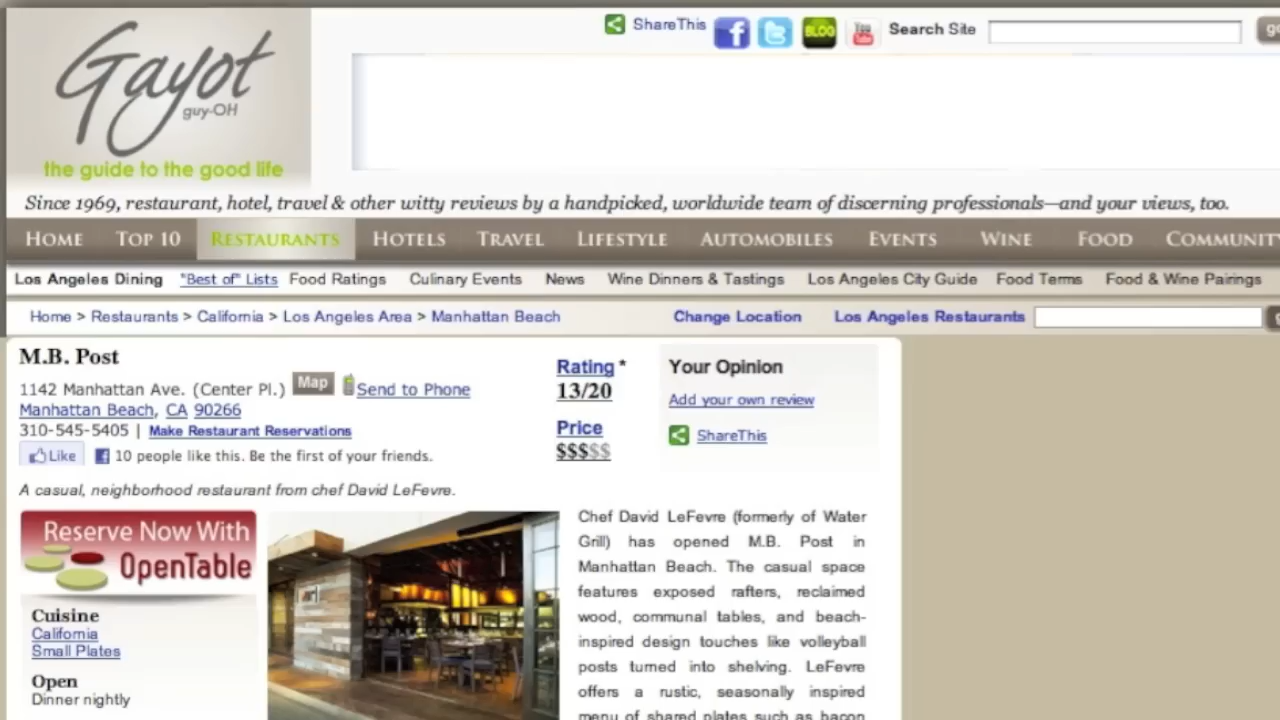 Gayot
guy-OH
the guide to the good life
ShareThis
BLOG
You
Search Site
Since 1969, restaurant, hotel, travel & other witty reviews by a handpicked, worldwide team of discerning professionals—and your views, too.
HOME TOP 10 RESTAURANTS HOTELS TRAVEL LIFESTYLE AUTOMOBILES EVENTS WINE FOOD COMMUNITY
Los Angeles Dining "Best of" Lists Food Ratings Culinary Events News Wine Dinners & Tastings Los Angeles City Guide Food Terms Food & Wine Pairings
Home > Restaurants > California > Los Angeles Area > Manhattan Beach Change Location Los Angeles Restaurants
M.B. Post
1142 Manhattan Ave. (Center Pl.) Map Send to Phone
Manhattan Beach, CA 90266
310-545-5405 | Make Restaurant Reservations
Like 10 people like this. Be the first of your friends.
Rating *
13/20
Price
$$$$$
Your Opinion
Add your own review
ShareThis
A casual, neighborhood restaurant from chef David LeFevre.
Reserve Now With
OpenTable
Cuisine
California
Small Plates
Open
Dinner nightly
Chef David LeFevre (formerly of Water
Grill) has opened M.B. Post in
Manhattan Beach. The casual space
features exposed rafters, reclaimed
wood, communal tables, and beach-
inspired design touches like volleyball
posts turned into shelving. LeFevre
offers a rustic, seasonally inspired
menu of shared plates such as bacon